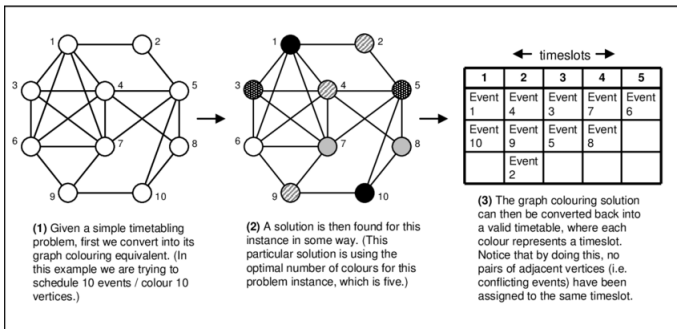 1
2
3
4
5
6
7
8
9
10
1
2
3
4
5
6
7
8
9
10
timeslots
1 2 3 4 5
Event 1 Event 4 Event 3 Event 7 Event 6
Event 10 Event 9 Event 5 Event 8
Event 2
(1) Given a simple timetabling
problem, first we convert into its
graph colouring equivalent. (In
this example we are trying to
schedule 10 events / colour 10
vertices.)
(2) A solution is then found for this
instance in some way. (This
particular solution is using the
optimal number of colours for this
problem instance, which is five.)
(3) The graph colouring solution
can then be converted back into
a valid timetable, where each
colour represents a timeslot.
Notice that by doing this, no
pairs of adjacent vertices (i.e.
conflicting events) have been
assigned to the same timeslot.